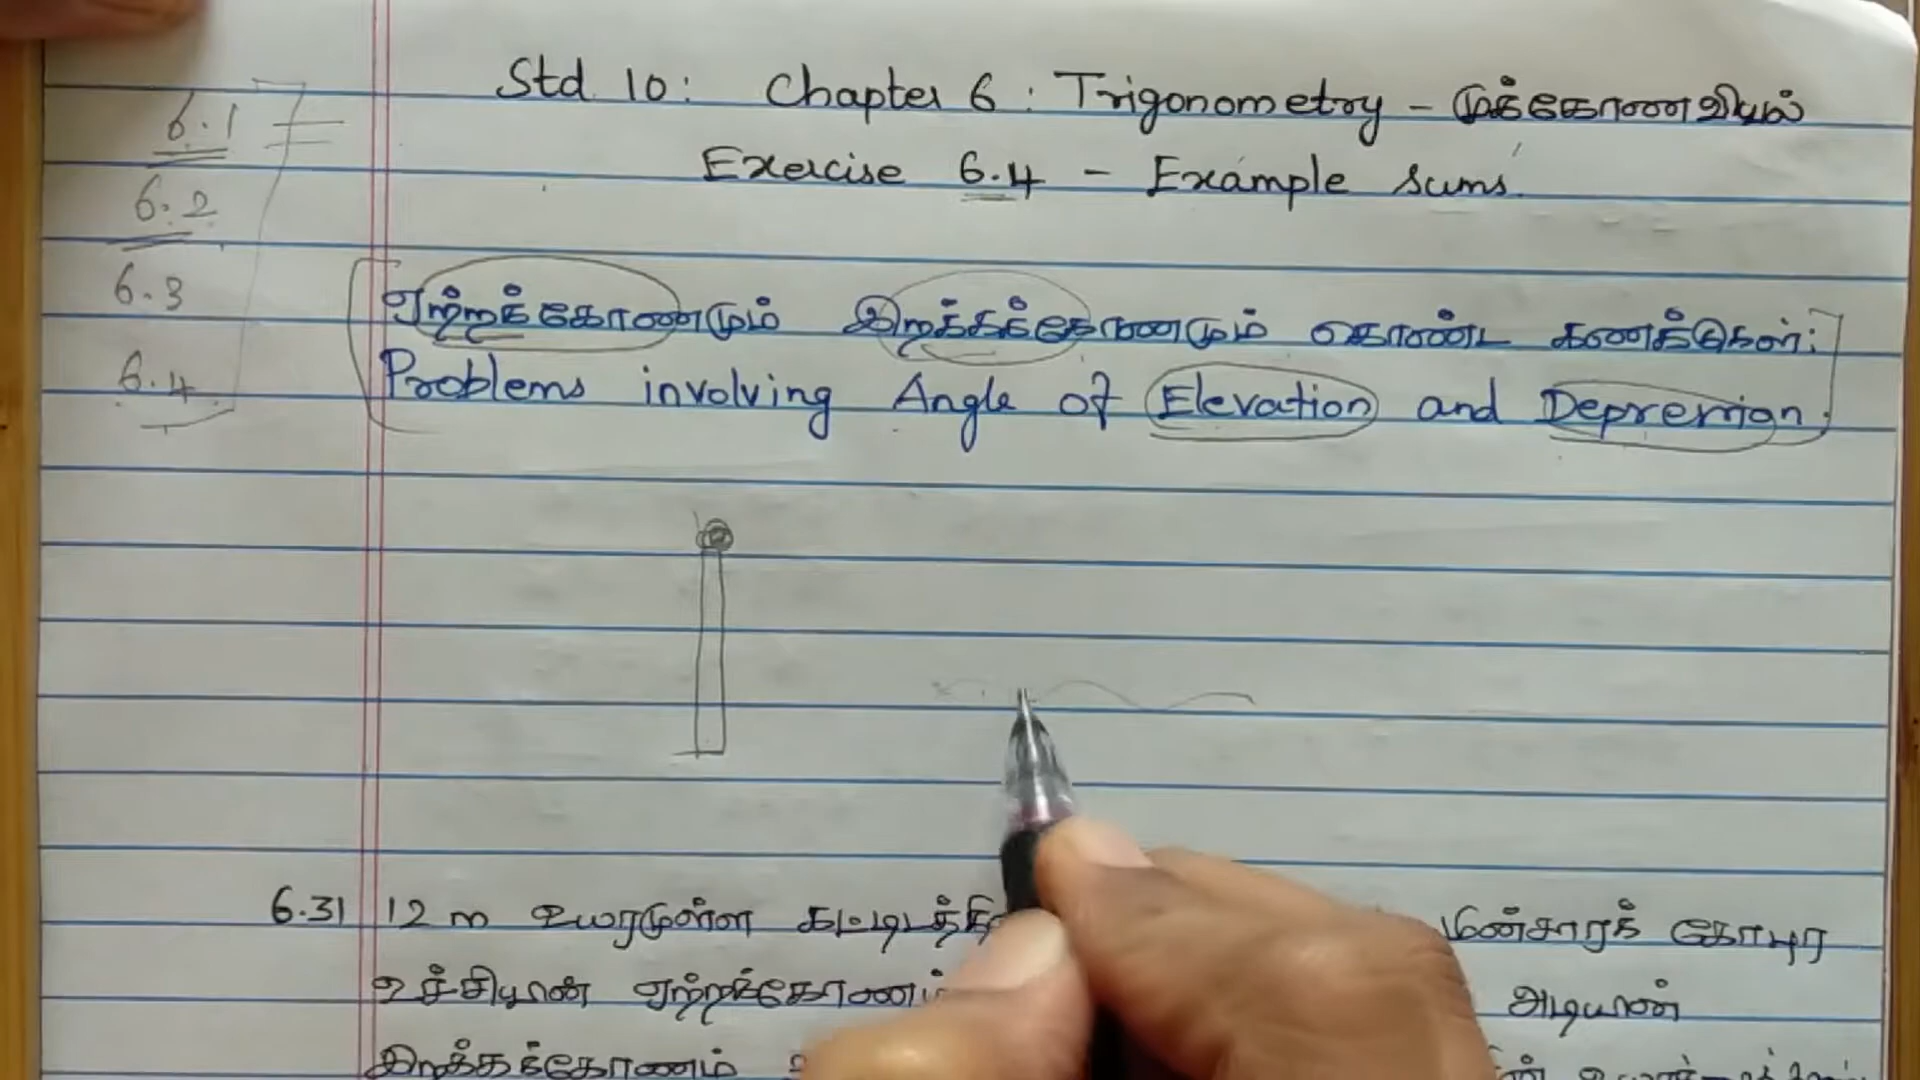 Std 10: Chapter 6 : Trigonometry - முக்கோணவியல்
Exercise 6.4 - Example sums.
6.1
6.2
6.3
6.4
ஏற்றக்கோணமும் இறக்கக்கோணமும் கொண்ட கணக்குகள்:
Problems involving Angle of Elevation and Depression.
6.31 12 m உயரமுள்ள மின்சாரக் கோபுர
உச்சியின் ஏற்றக்கோணம் அடியின்
இறக்கக்கோணம்